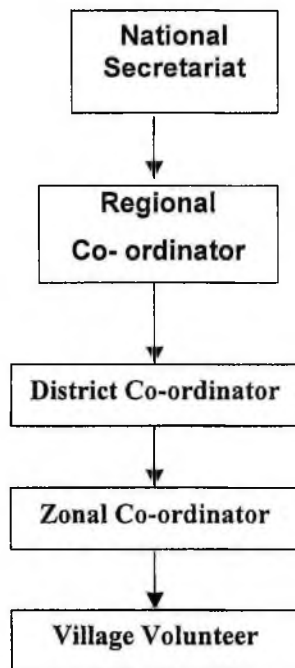 National
Secretariat
Regional
Co- ordinator
District Co-ordinator
Zonal Co-ordinator
Village Volunteer